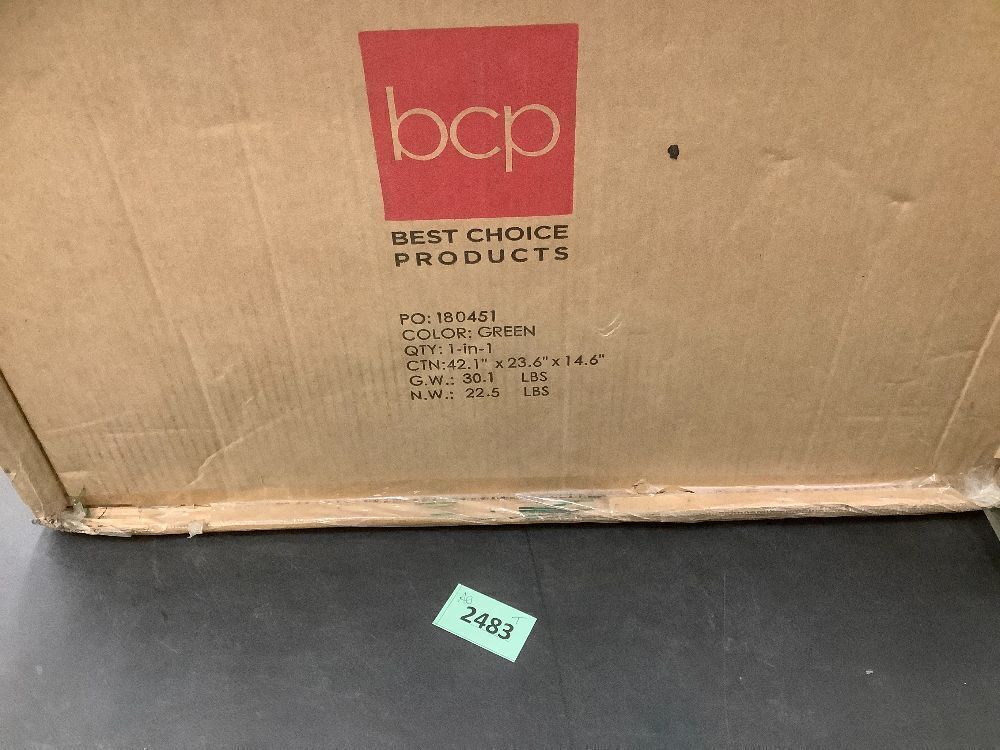 bcp
BEST CHOICE
PRODUCTS
PO: 180451
COLOR: GREEN
QTY: 1-in-1
CTN:42.1" x 23.6" x 14.6"
G.W.: 30.1 LBS
N.W.: 22.5 LBS
2483 T